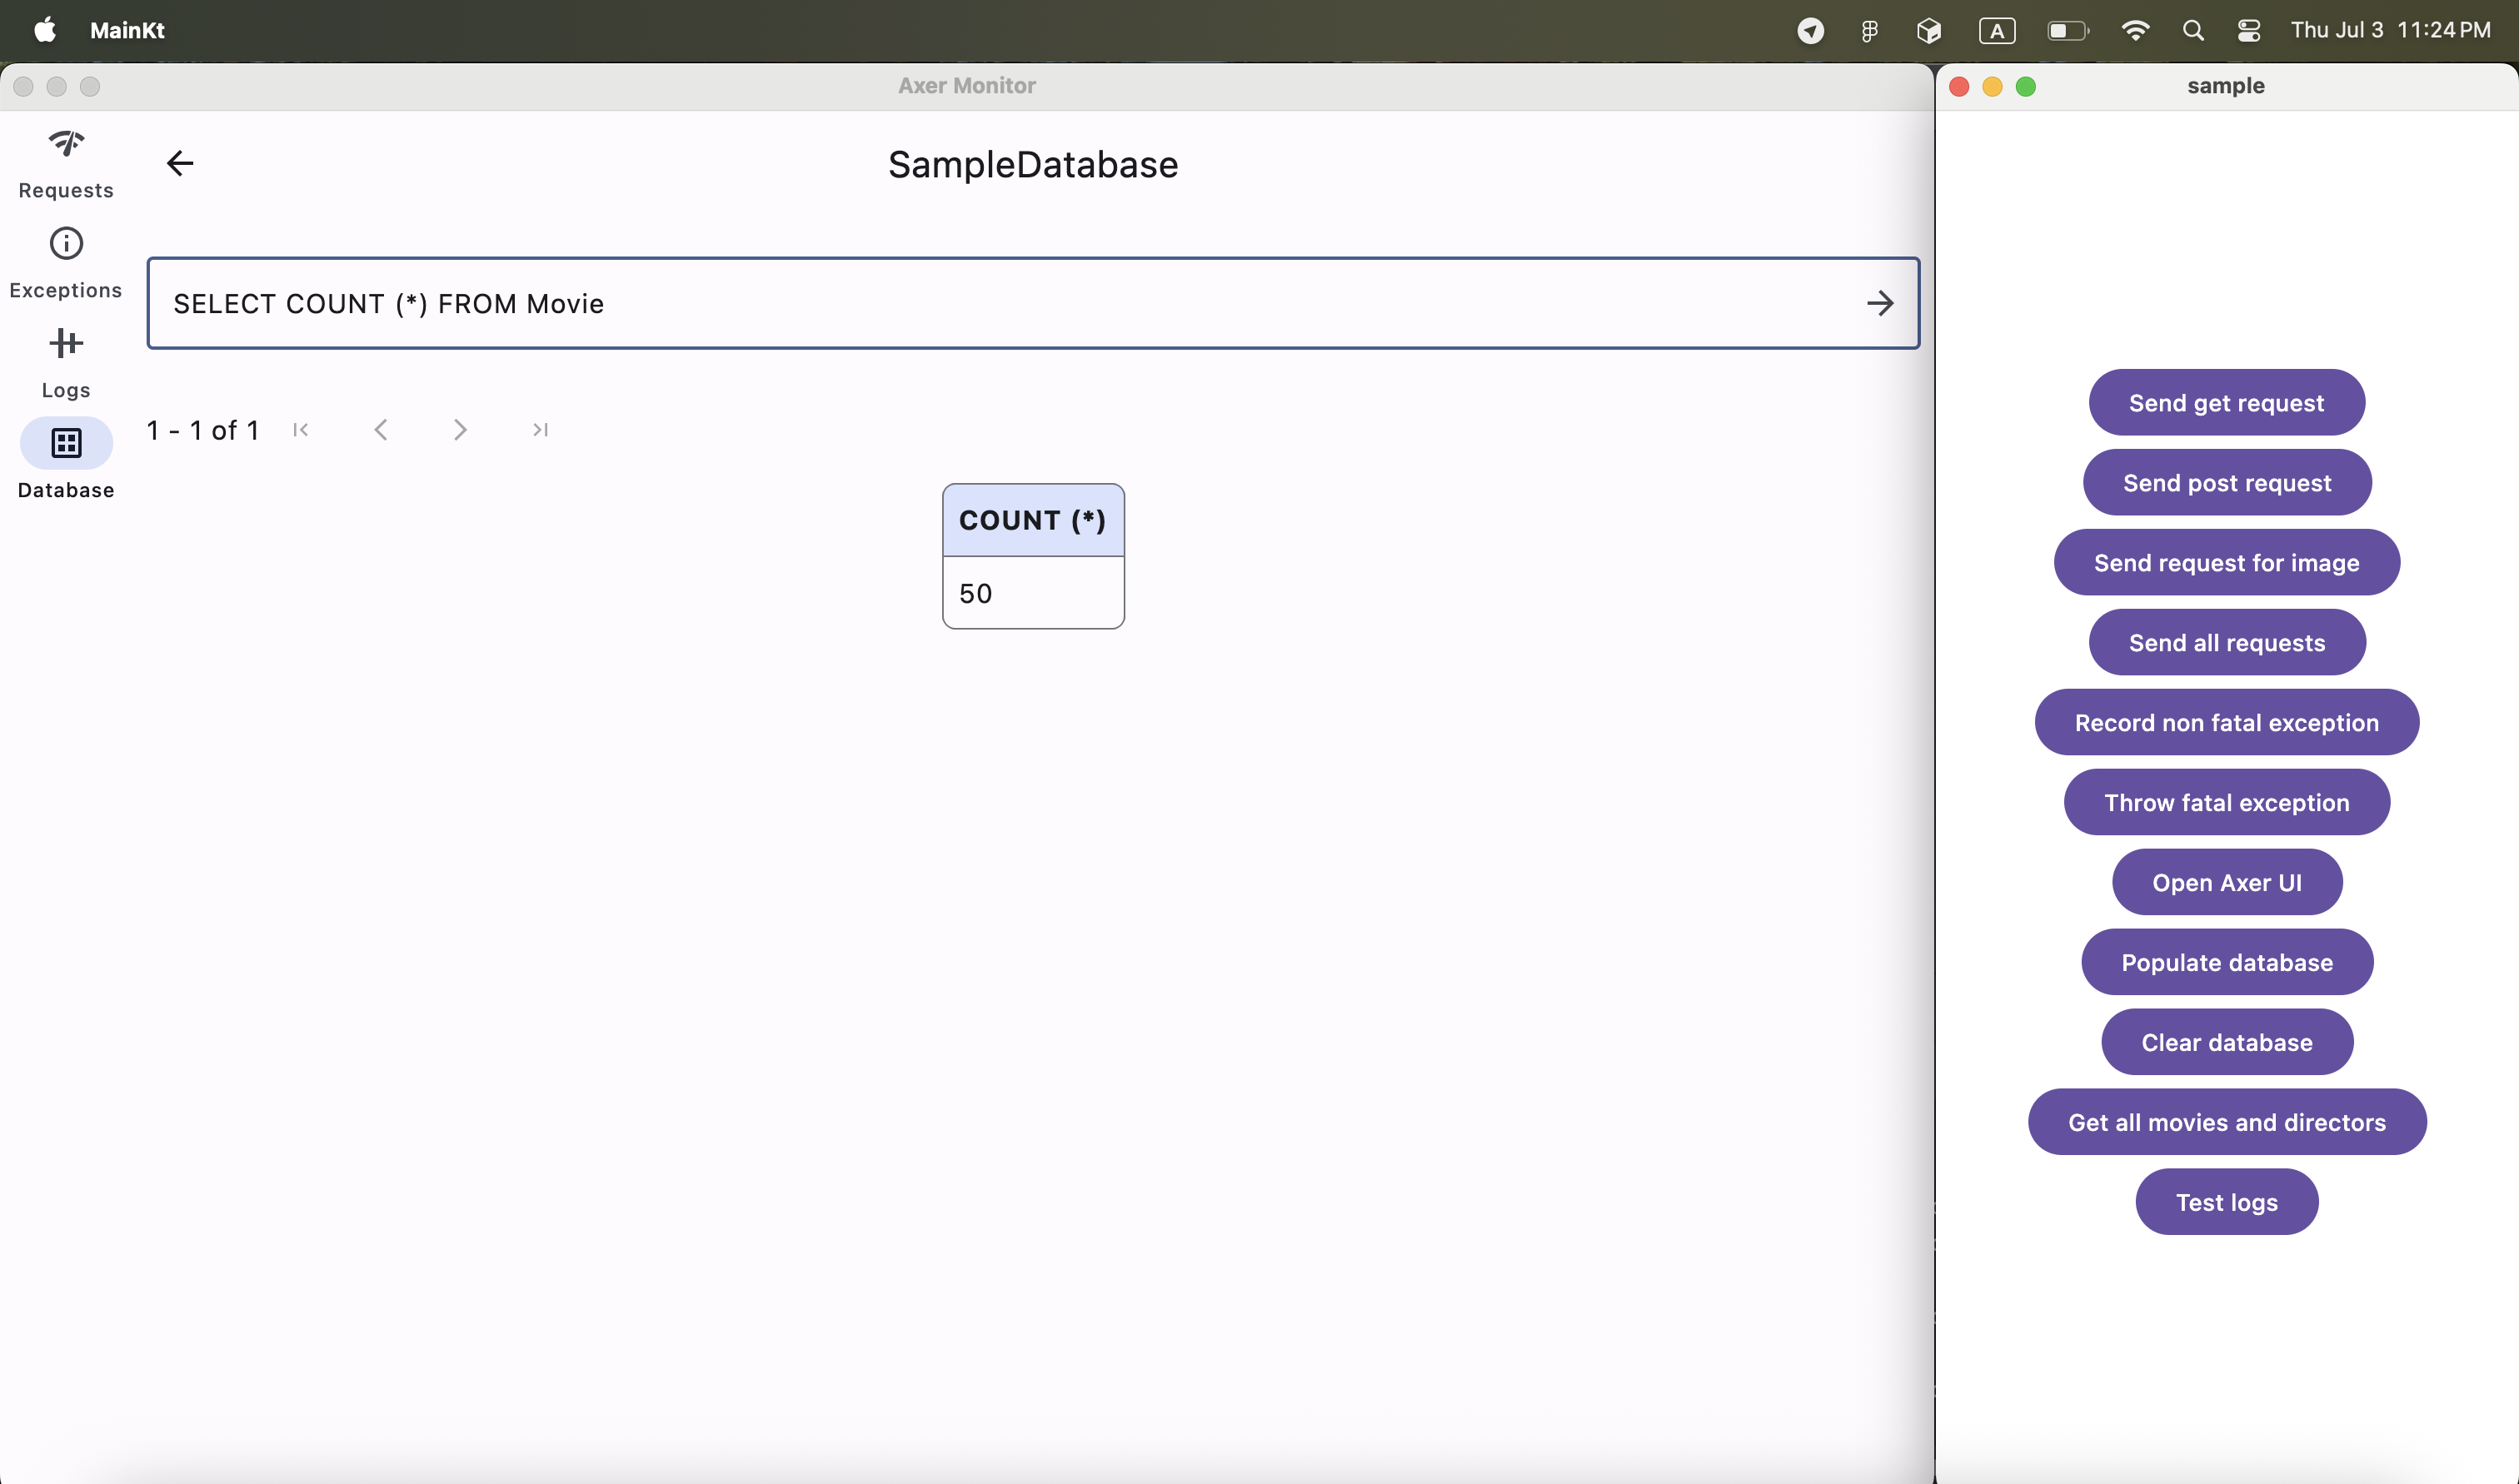 MainKt
A
Thu Jul 3 11:24 PM
Axer Monitor
Requests
Exceptions
Logs
Database
SampleDatabase
SELECT COUNT (*) FROM Movie
1 - 1 of 1
COUNT (*)
50
sample
Send get request
Send post request
Send request for image
Send all requests
Record non fatal exception
Throw fatal exception
Open Axer UI
Populate database
Clear database
Get all movies and directors
Test logs